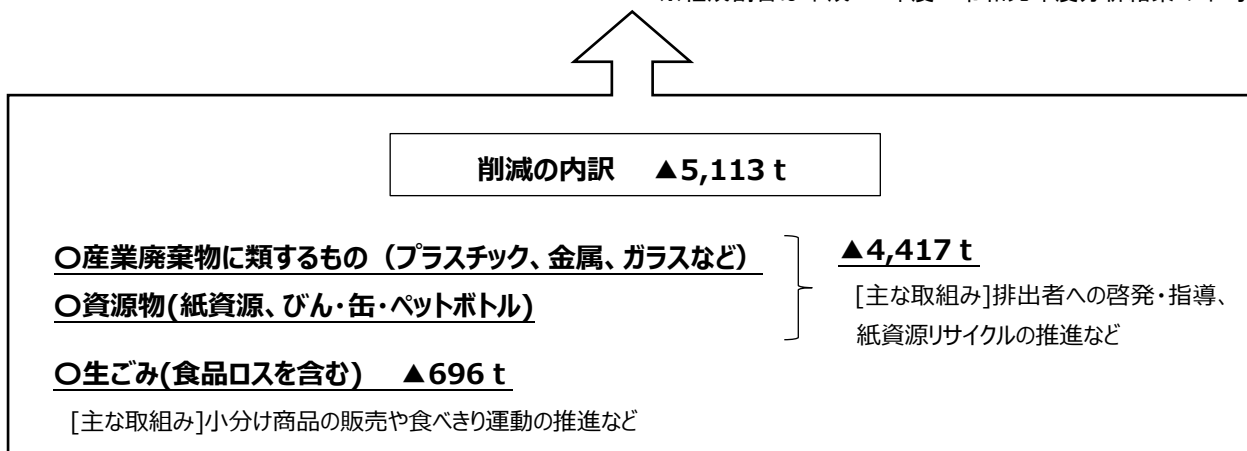 削減の内訳 ▲5,113 t
〇産業廃棄物に類するもの（プラスチック、金属、ガラスなど）
〇資源物(紙資源、びん・缶・ペットボトル)
▲4,417 t
[主な取組み]排出者への啓発・指導、
紙資源リサイクルの推進など
〇生ごみ(食品ロスを含む) ▲696 t
[主な取組み]小分け商品の販売や食べきり運動の推進など